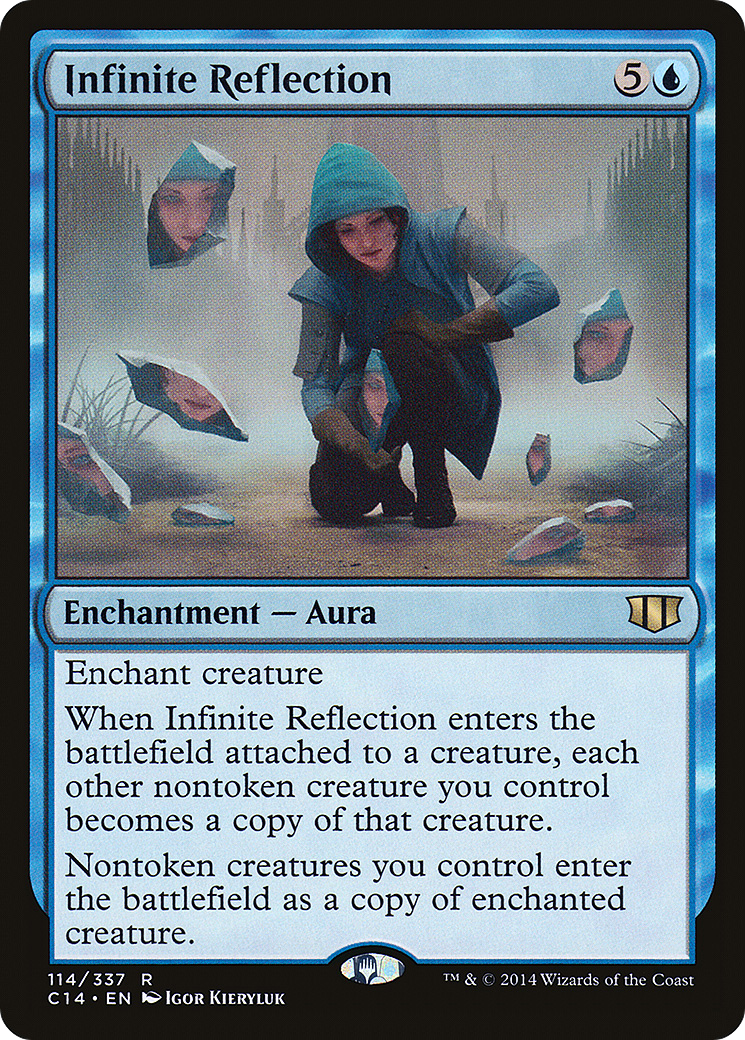 Infinite Reflection 5
Enchantment — Aura
Enchant creature
When Infinite Reflection enters the
battlefield attached to a creature, each
other nontoken creature you control
becomes a copy of that creature.
Nontoken creatures you control enter
the battlefield as a copy of enchanted
creature.
114/337 R
C14 • EN Igor Kieryluk
™ & © 2014 Wizards of the Coast